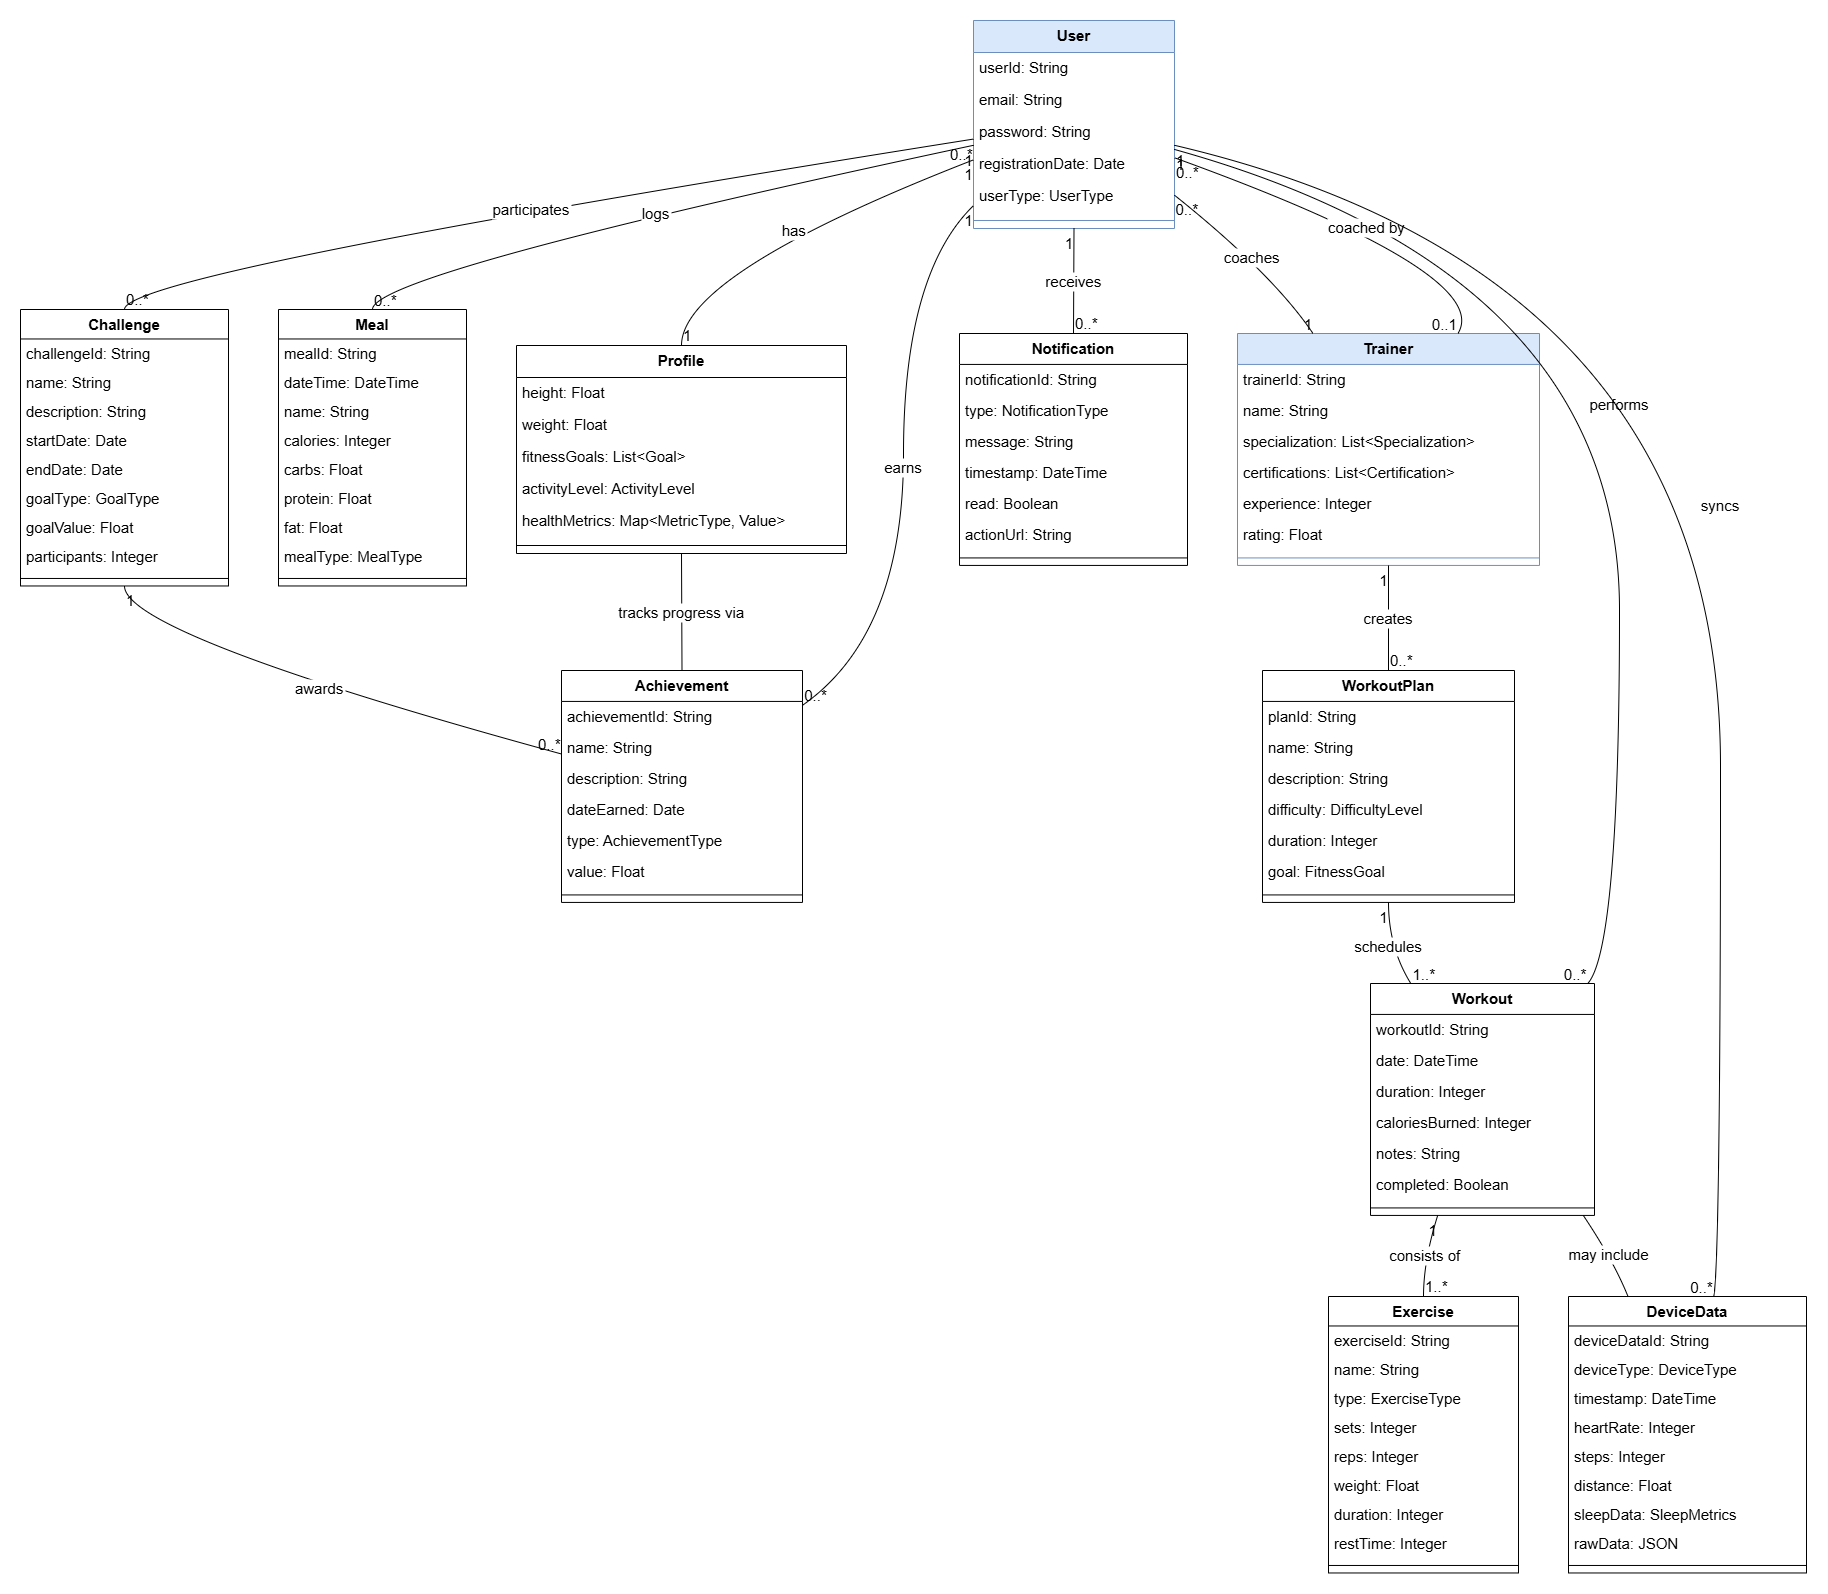 User
userId: String
email: String
password: String
registrationDate: Date
userType: UserType
0..*
1
1
1
1
1
1
0..*
0..*
participates
logs
has
earns
receives
coaches
coached by
performs
syncs
0..*
0..*
1
0..*
1
0..1
Challenge
challengeId: String
name: String
description: String
startDate: Date
endDate: Date
goalType: GoalType
goalValue: Float
participants: Integer
Meal
mealId: String
dateTime: DateTime
name: String
calories: Integer
carbs: Float
protein: Float
fat: Float
mealType: MealType
Profile
height: Float
weight: Float
fitnessGoals: List<Goal>
activityLevel: ActivityLevel
healthMetrics: Map<MetricType, Value>
Notification
notificationId: String
type: NotificationType
message: String
timestamp: DateTime
read: Boolean
actionUrl: String
Trainer
trainerId: String
name: String
specialization: List<Specialization>
certifications: List<Certification>
experience: Integer
rating: Float
1
awards
0..*
tracks progress via
0..*
1
creates
0..*
Achievement
achievementId: String
name: String
description: String
dateEarned: Date
type: AchievementType
value: Float
WorkoutPlan
planId: String
name: String
description: String
difficulty: DifficultyLevel
duration: Integer
goal: FitnessGoal
1
schedules
1..*
0..*
Workout
workoutId: String
date: DateTime
duration: Integer
caloriesBurned: Integer
notes: String
completed: Boolean
1
consists of
may include
1..*
0..*
Exercise
exerciseId: String
name: String
type: ExerciseType
sets: Integer
reps: Integer
weight: Float
duration: Integer
restTime: Integer
DeviceData
deviceDataId: String
deviceType: DeviceType
timestamp: DateTime
heartRate: Integer
steps: Integer
distance: Float
sleepData: SleepMetrics
rawData: JSON